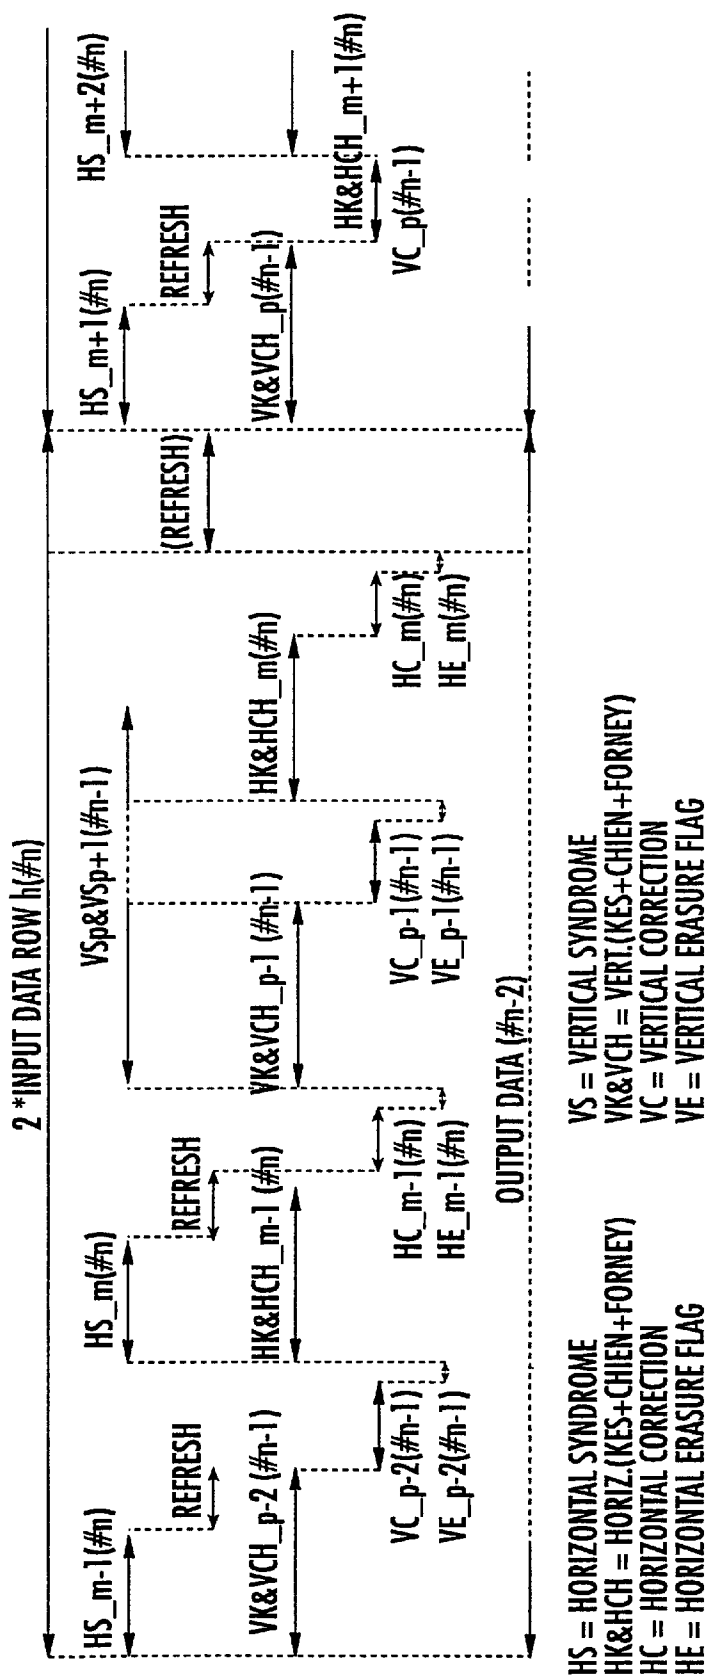 2 *INPUT DATA ROW h(#n)
HS_m-1(#n)
HS_m(#n)
VSp&VSp+1(#n-1)
HS_m+1(#n)
HS_m+2(#n)
REFRESH
REFRESH
(REFRESH)
REFRESH
VK&VCH_p-2 (#n-1)
HK&HCH_m-1 (#n)
VK&VCH_p-1 (#n-1)
HK&HCH_m(#n)
VK&VCH_p(#n-1)
HK&HCH_m+1(#n)
VC_p-2(#n-1)
VE_p-2(#n-1)
HC_m-1(#n)
HE_m-1(#n)
VC_p-1(#n-1)
VE_p-1(#n-1)
HC_m(#n)
HE_m(#n)
VC_p(#n-1)
OUTPUT DATA (#n-2)
HS = HORIZONTAL SYNDROME
HK&HCH = HORIZ.(KES+CHIEN+FORNEY)
HC = HORIZONTAL CORRECTION
HE = HORIZONTAL ERASURE FLAG
VS = VERTICAL SYNDROME
VK&VCH = VERT.(KES+CHIEN+FORNEY)
VC = VERTICAL CORRECTION
VE = VERTICAL ERASURE FLAG